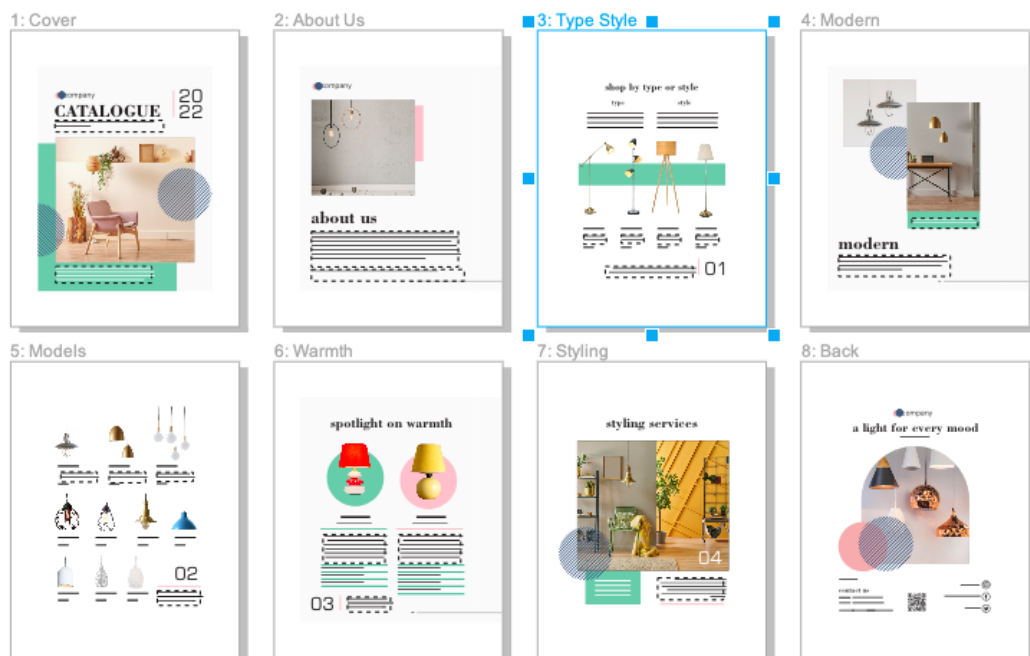 1: Cover
company
CATALOGUE
20
22
2: About Us
company
about us
3: Type Style
shop by type or style
type style
01
4: Modern
modern
5: Models
02
6: Warmth
spotlight on warmth
03
7: Styling
styling services
04
8: Back
company
a light for every mood
contact us